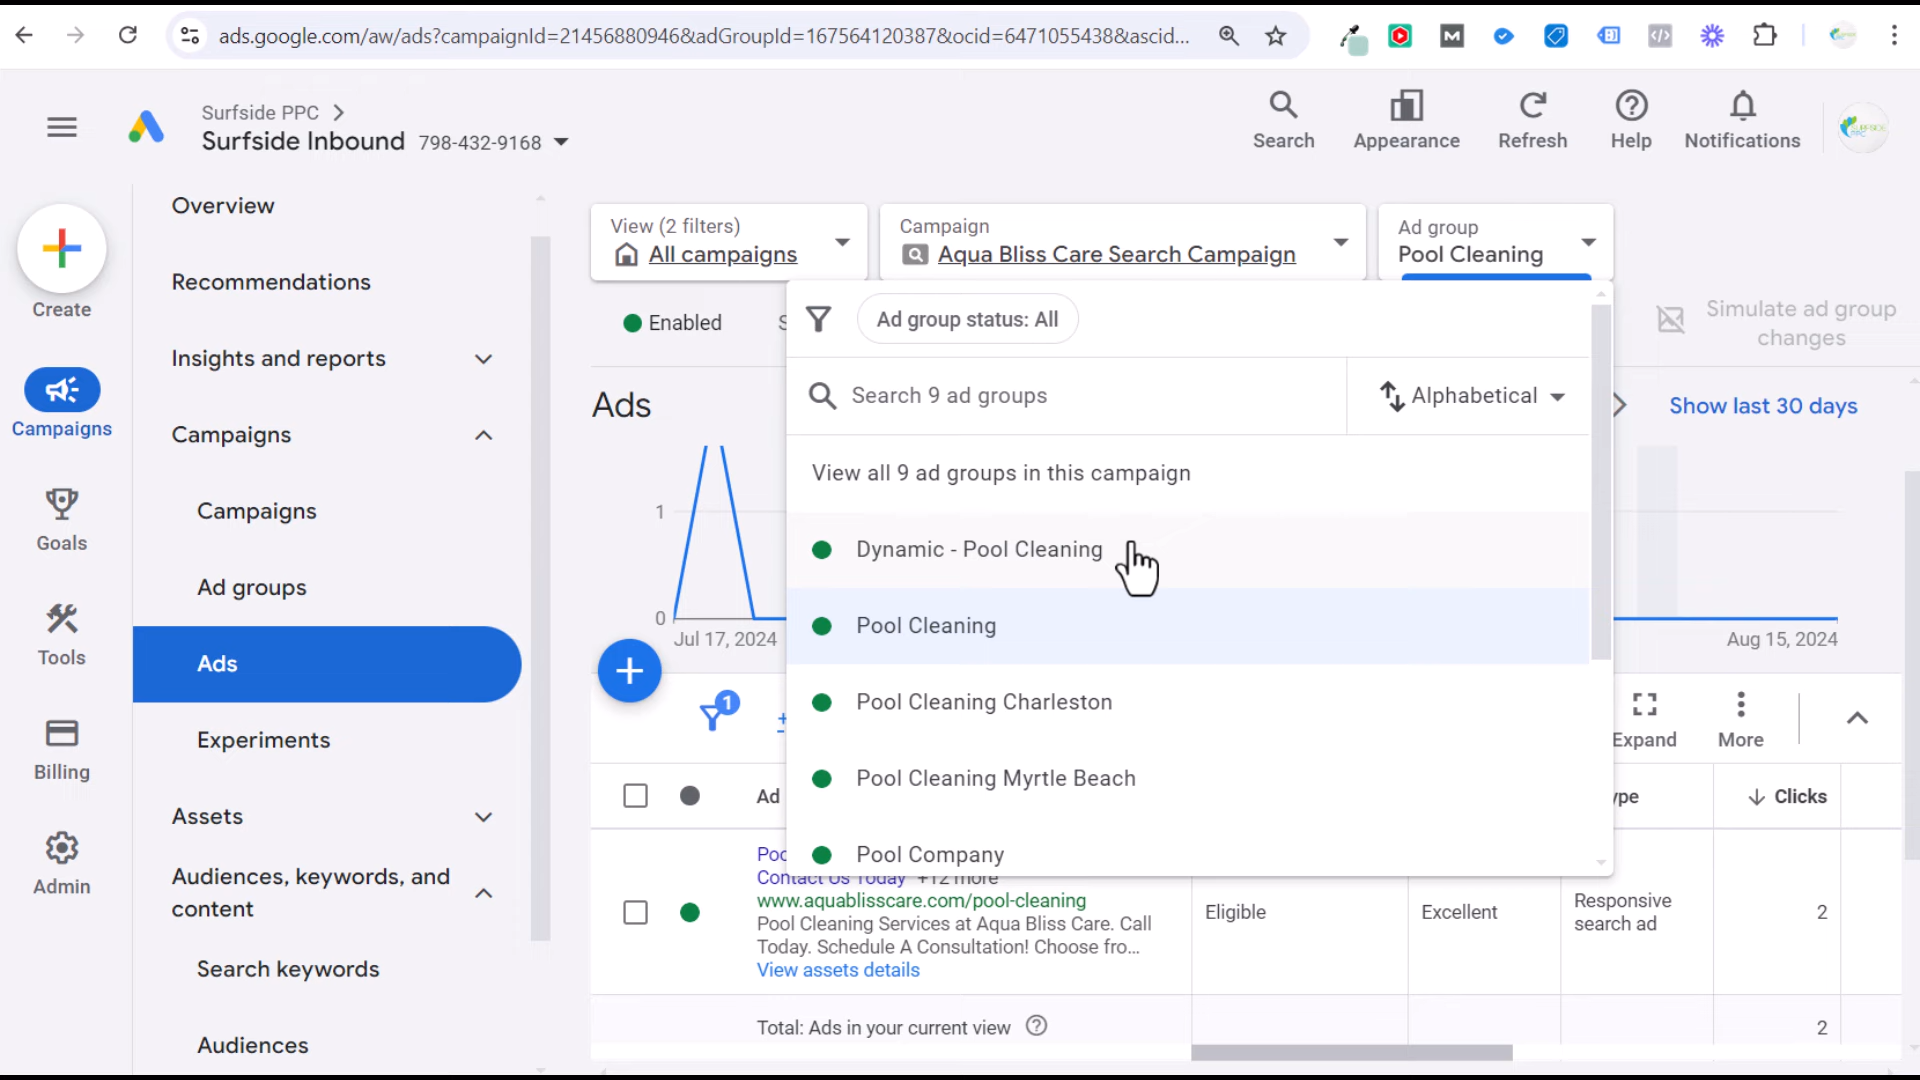 ads.google.com/aw/ads?campaignId=21456880946&adGroupId=167564120387&ocid=6471055438&ascid...
Surfside PPC
Surfside Inbound 798-432-9168
Search
Appearance
Refresh
Help
Notifications
Create
Campaigns
Goals
Tools
Billing
Admin
Overview
Recommendations
Insights and reports
Campaigns
Campaigns
Ad groups
Ads
Experiments
Assets
Audiences, keywords, and
content
Search keywords
Audiences
View (2 filters)
All campaigns
Campaign
Aqua Bliss Care Search Campaign
Ad group
Pool Cleaning
Enabled
Simulate ad group
changes
Ads
Show last 30 days
Ad group status: All
Search 9 ad groups
Alphabetical
View all 9 ad groups in this campaign
Dynamic - Pool Cleaning
Pool Cleaning
Pool Cleaning Charleston
Pool Cleaning Myrtle Beach
Pool Company
1
0
Jul 17, 2024
Aug 15, 2024
1
Expand
More
Ad
Clicks
Contact Us Today +12 more
www.aquablisscare.com/pool-cleaning
Pool Cleaning Services at Aqua Bliss Care. Call
Today. Schedule A Consultation! Choose fro...
View assets details
Eligible
Excellent
Responsive
search ad
2
Total: Ads in your current view
2